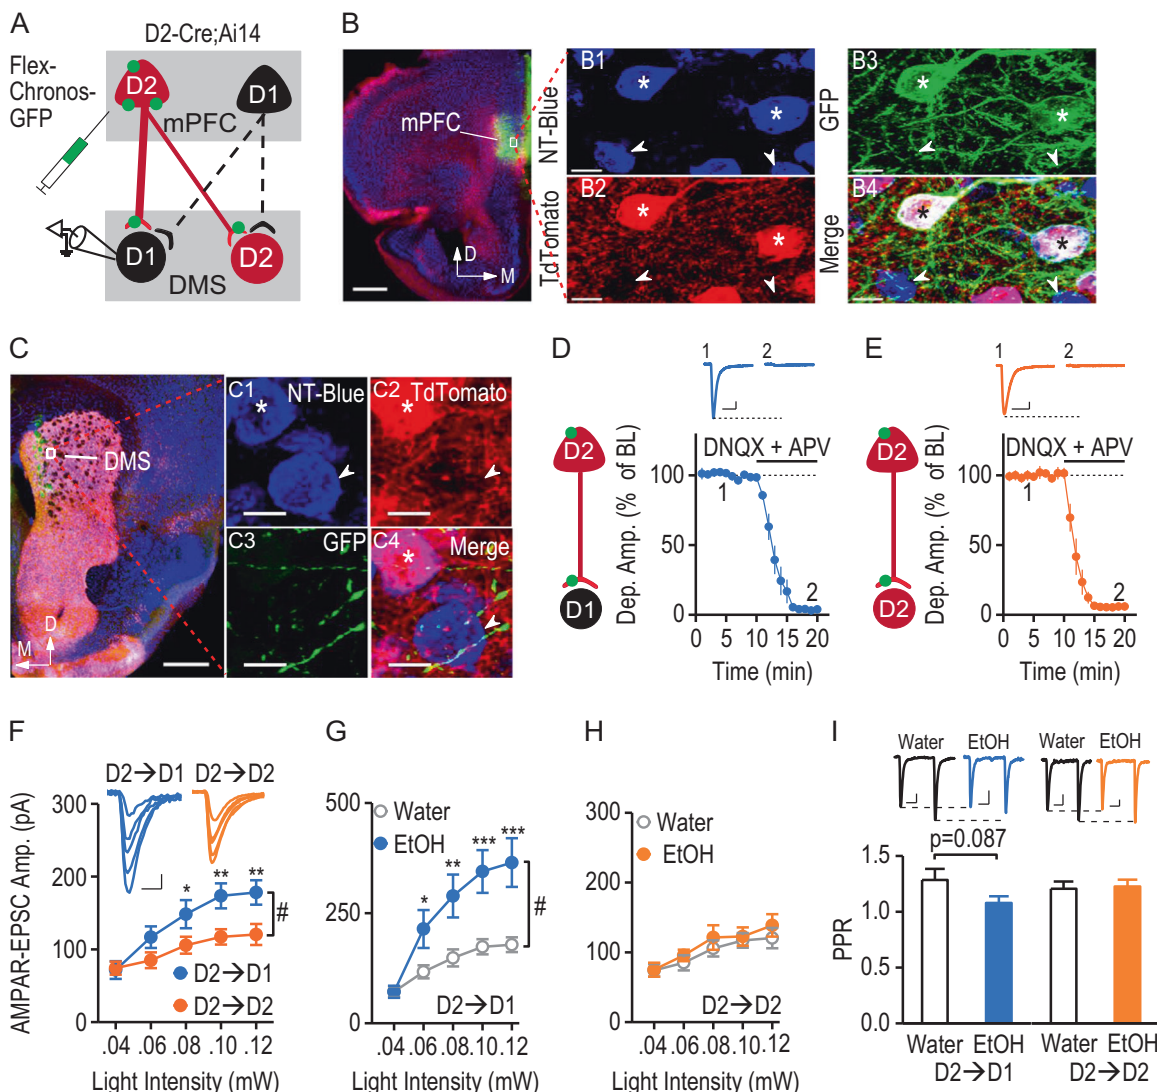 A
D2-Cre;Ai14
Flex-
Chronos-
GFP
D2
D1
mPFC
D1
D2
DMS
B
mPFC
D
M
NT-Blue
B1
*
*
TdTomato
B2
*
*
GFP
B3
*
*
Merge
B4
*
*
C
DMS
D
M
C1
NT-Blue
*
C2
TdTomato
*
C3
GFP
C4
Merge
*
D
1
2
D2
D1
Dep. Amp. (% of BL)
DNQX + APV
100
50
0
1
2
0
5
10
15
20
Time (min)
E
1
2
D2
D2
Dep. Amp. (% of BL)
DNQX + APV
100
50
0
1
2
0
5
10
15
20
Time (min)
F
D2→D1
D2→D2
AMPAR-EPSC Amp. (pA)
300
200
100
0
*
**
**
#
D2→D1
D2→D2
.04 .06 .08 .10 .12
Light Intensity (mW)
G
500
250
0
Water
EtOH
*
**
***
***
#
D2→D1
.04 .06 .08 .10 .12
Light Intensity (mW)
H
300
200
100
0
Water
EtOH
D2→D2
.04 .06 .08 .10 .12
Light Intensity (mW)
I
Water
EtOH
Water
EtOH
p=0.087
PPR
1.5
1.0
0.5
0.0
Water EtOH
D2→D1
Water EtOH
D2→D2